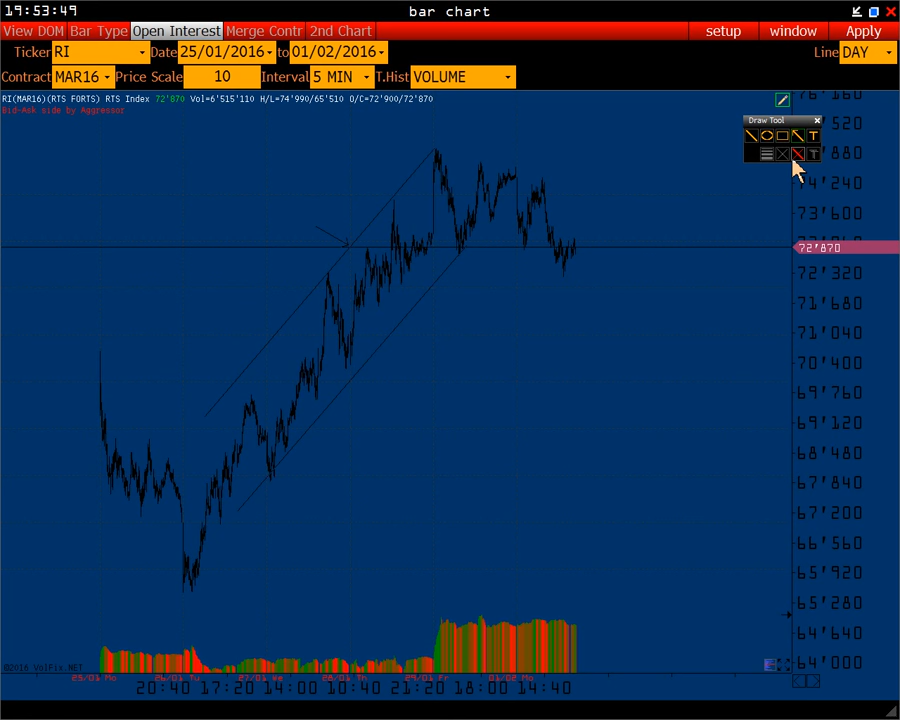 19:53:49 bar chart
View DOM Bar Type Open Interest Merge Contr 2nd Chart setup window Apply
Ticker RI Date 25/01/2016 to 01/02/2016 Line DAY
Contract MAR16 Price Scale 10 Interval 5 MIN T.Hist VOLUME
RI(MAR16)(RTS FORTS) RTS Index 72'870 Vol=6'515'110 H/L=74'990/65'510 O/C=72'900/72'870
Bid-Ask side by Aggressor
76'160
Draw Tool
520
T
880
T
74'240
73'600
72'870
72'320
71'680
71'040
70'400
69'760
69'120
68'480
67'840
67'200
66'560
65'920
65'280
64'640
64'000
©2016 VolFix.NET
25/01 Mo 26/01 Tu 27/01 We 28/01 Th 29/01 Fr 01/02 Mo
20:40 17:20 14:00 10:40 21:20 18:00 14:40